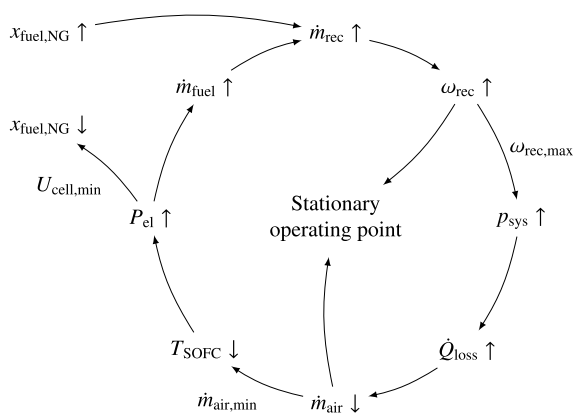 x_fuel,NG ↑
ṁ_rec ↑
ṁ_fuel ↑
ω_rec ↑
x_fuel,NG ↓
ω_rec,max
U_cell,min
Stationary
operating point
P_el ↑
p_sys ↑
T_SOFC ↓
Q̇_loss ↑
ṁ_air,min
ṁ_air ↓